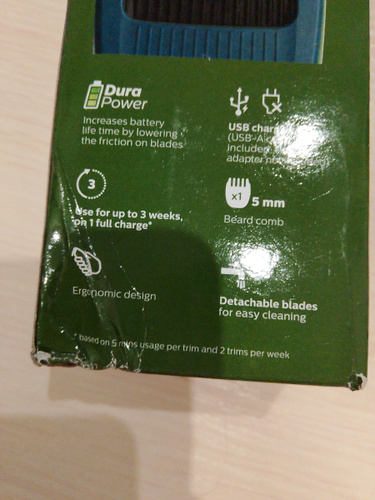 Dura
Power
Increases battery
life time by lowering
the friction on blades
USB char
(USB-A
included
adapter
3
Use for up to 3 weeks,
on 1 full charge*
x1
5 mm
Beard comb
Ergonomic design
Detachable blades
for easy cleaning
* based on 5 mins usage per trim and 2 trims per week